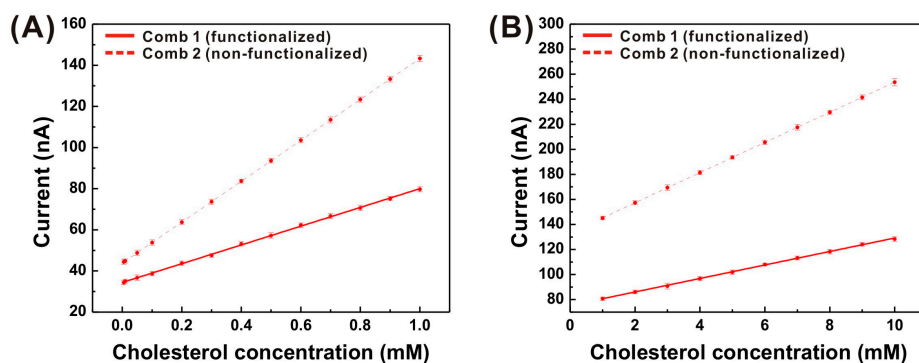 (A)
Comb 1 (functionalized)
Comb 2 (non-functionalized)
Current (nA)
160
140
120
100
80
60
40
20
0.0 0.2 0.4 0.6 0.8 1.0
Cholesterol concentration (mM)
(B)
Comb 1 (functionalized)
Comb 2 (non-functionalized)
Current (nA)
300
280
260
240
220
200
180
160
140
120
100
80
0 2 4 6 8 10
Cholesterol concentration (mM)